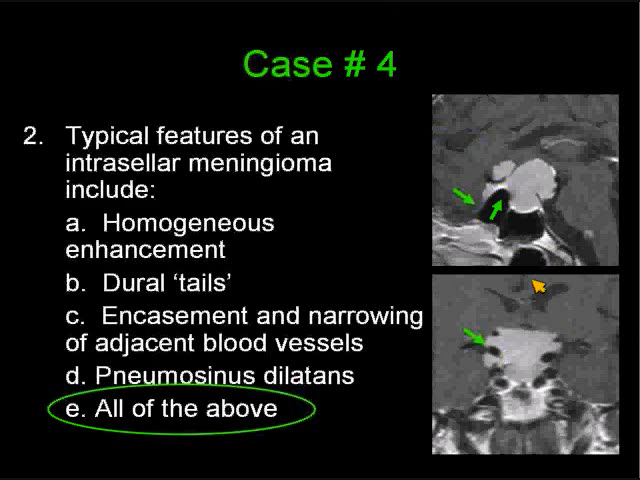 Case # 4
2. Typical features of an
intrasellar meningioma
include:
a. Homogeneous
enhancement
b. Dural ‘tails’
c. Encasement and narrowing
of adjacent blood vessels
d. Pneumosinus dilatans
e. All of the above